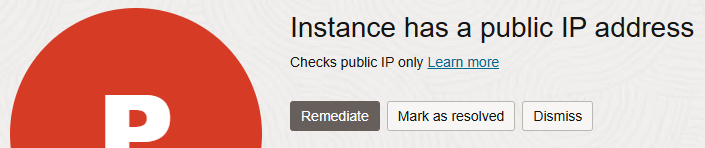 P
Instance has a public IP address
Checks public IP only Learn more
Remediate Mark as resolved Dismiss